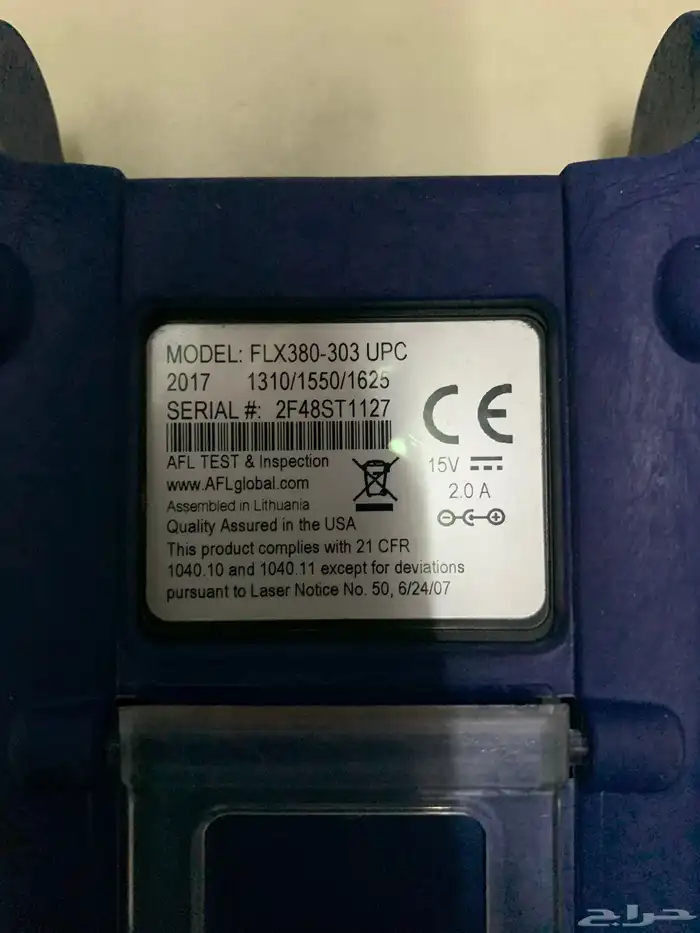 MODEL: FLX380-303 UPC
2017 1310/1550/1625
SERIAL #: 2F48ST1127
AFL TEST & Inspection
www.AFLglobal.com
Assembled in Lithuania
Quality Assured in the USA
This product complies with 21 CFR
1040.10 and 1040.11 except for deviations
pursuant to Laser Notice No. 50, 6/24/07
CE
15V
2.0 A
حراج